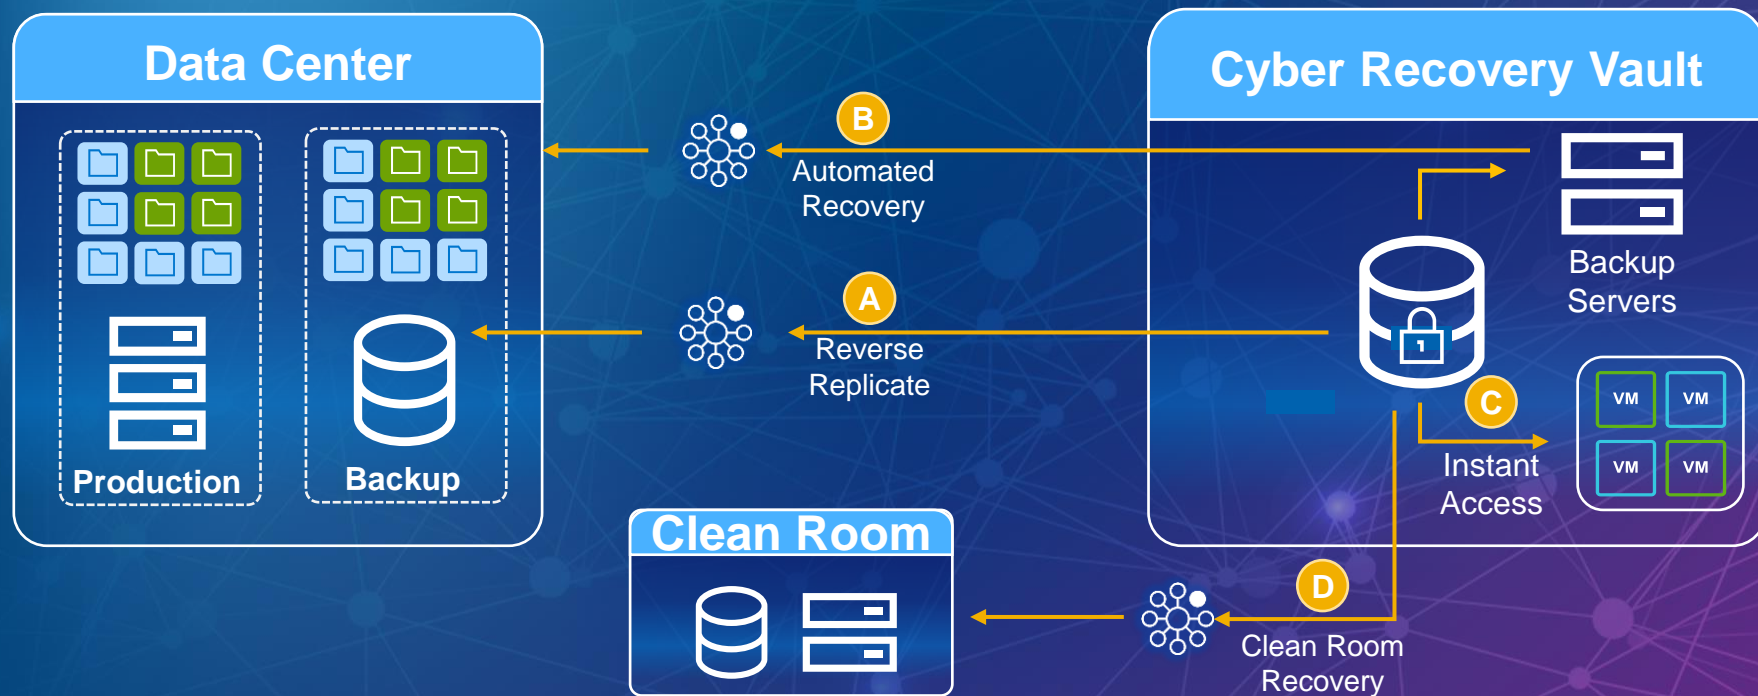 Data Center
Production
Backup
B
Automated
Recovery
A
Reverse
Replicate
Cyber Recovery Vault
Backup
Servers
C
Instant
Access
VM
VM
VM
VM
Clean Room
D
Clean Room
Recovery